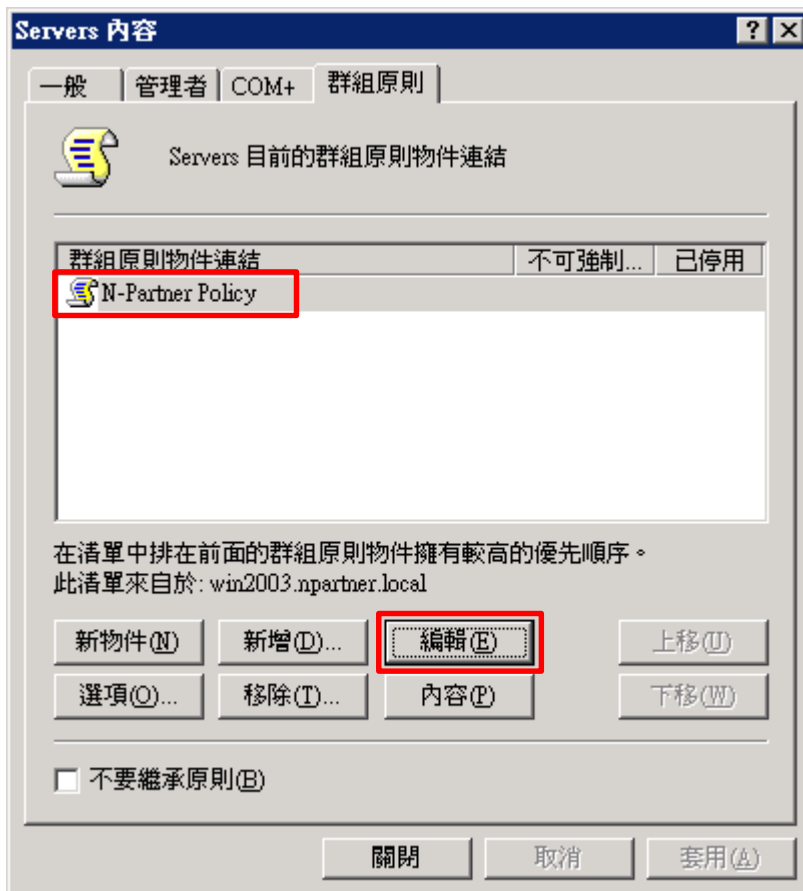 Servers 內容
一般 管理者 COM+ 群組原則
Servers 目前的群組原則物件連結
群組原則物件連結 不可強制... 已停用
N-Partner Policy
在清單中排在前面的群組原則物件擁有較高的優先順序。
此清單來自於: win2003.npartner.local
新物件(N) 新增(D)... 編輯(E) 上移(U)
選項(O)... 移除(T)... 內容(P) 下移(W)
不要繼承原則(B)
關閉 取消 套用(A)